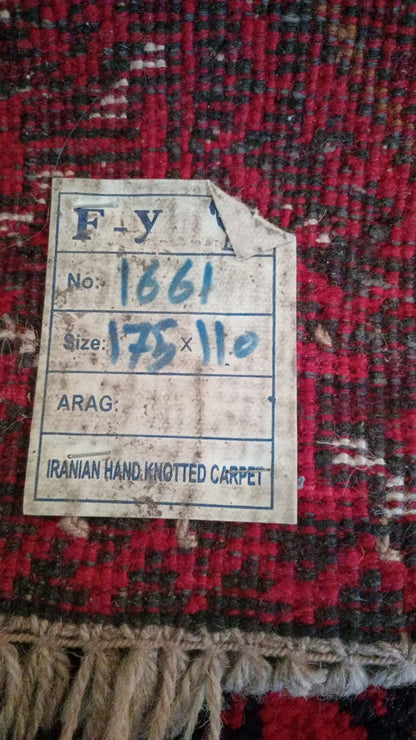 F-Y
No: 1661
Size: 175 x 110
ARAG:
IRANIAN HAND KNOTTED CARPET